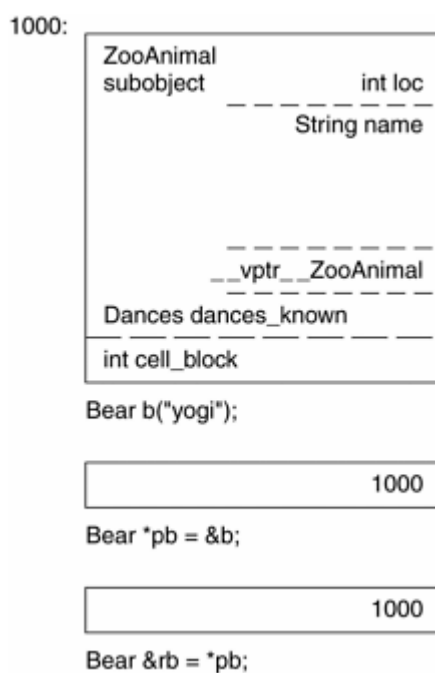 1000:
ZooAnimal
subobject int loc
String name
__vptr__ZooAnimal
Dances dances_known
int cell_block
Bear b("yogi");
1000
Bear *pb = &b;
1000
Bear &rb = *pb;